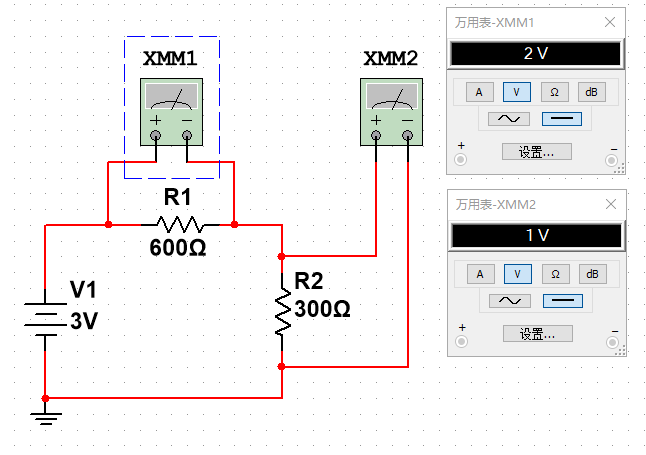 XMM1
+ −
XMM2
+ −
R1
600Ω
V1
3V
R2
300Ω
万用表-XMM1
2 V
A V Ω dB
+ 设置... −
万用表-XMM2
1 V
A V Ω dB
+ 设置... −